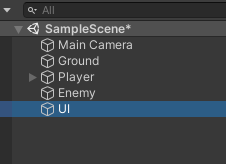 All
SampleScene*
Main Camera
Ground
Player
Enemy
UI